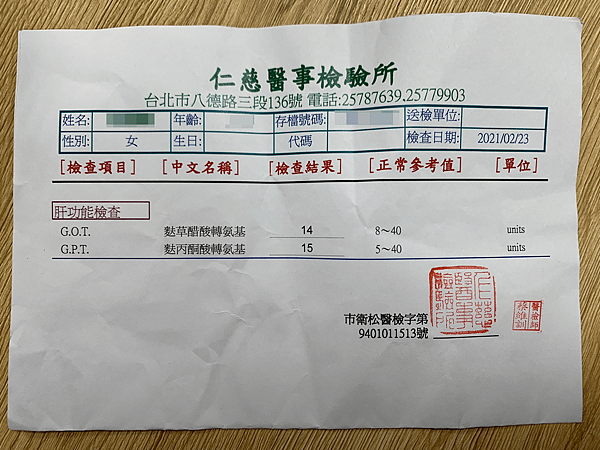 仁慈醫事檢驗所
台北市八德路三段136號 電話:25787639,25779903
姓名: 年齡: 存檔號碼: 送檢單位:
性別: 女 生日: 代碼 檢查日期: 2021/02/23
[檢查項目] [中文名稱] [檢查結果] [正常參考值] [單位]
肝功能檢查
G.O.T. 麩草醋酸轉氨基 14 8～40 units
G.P.T. 麩丙酮酸轉氨基 15 5～40 units
市衛松醫檢字第
9401011513號
醫檢師